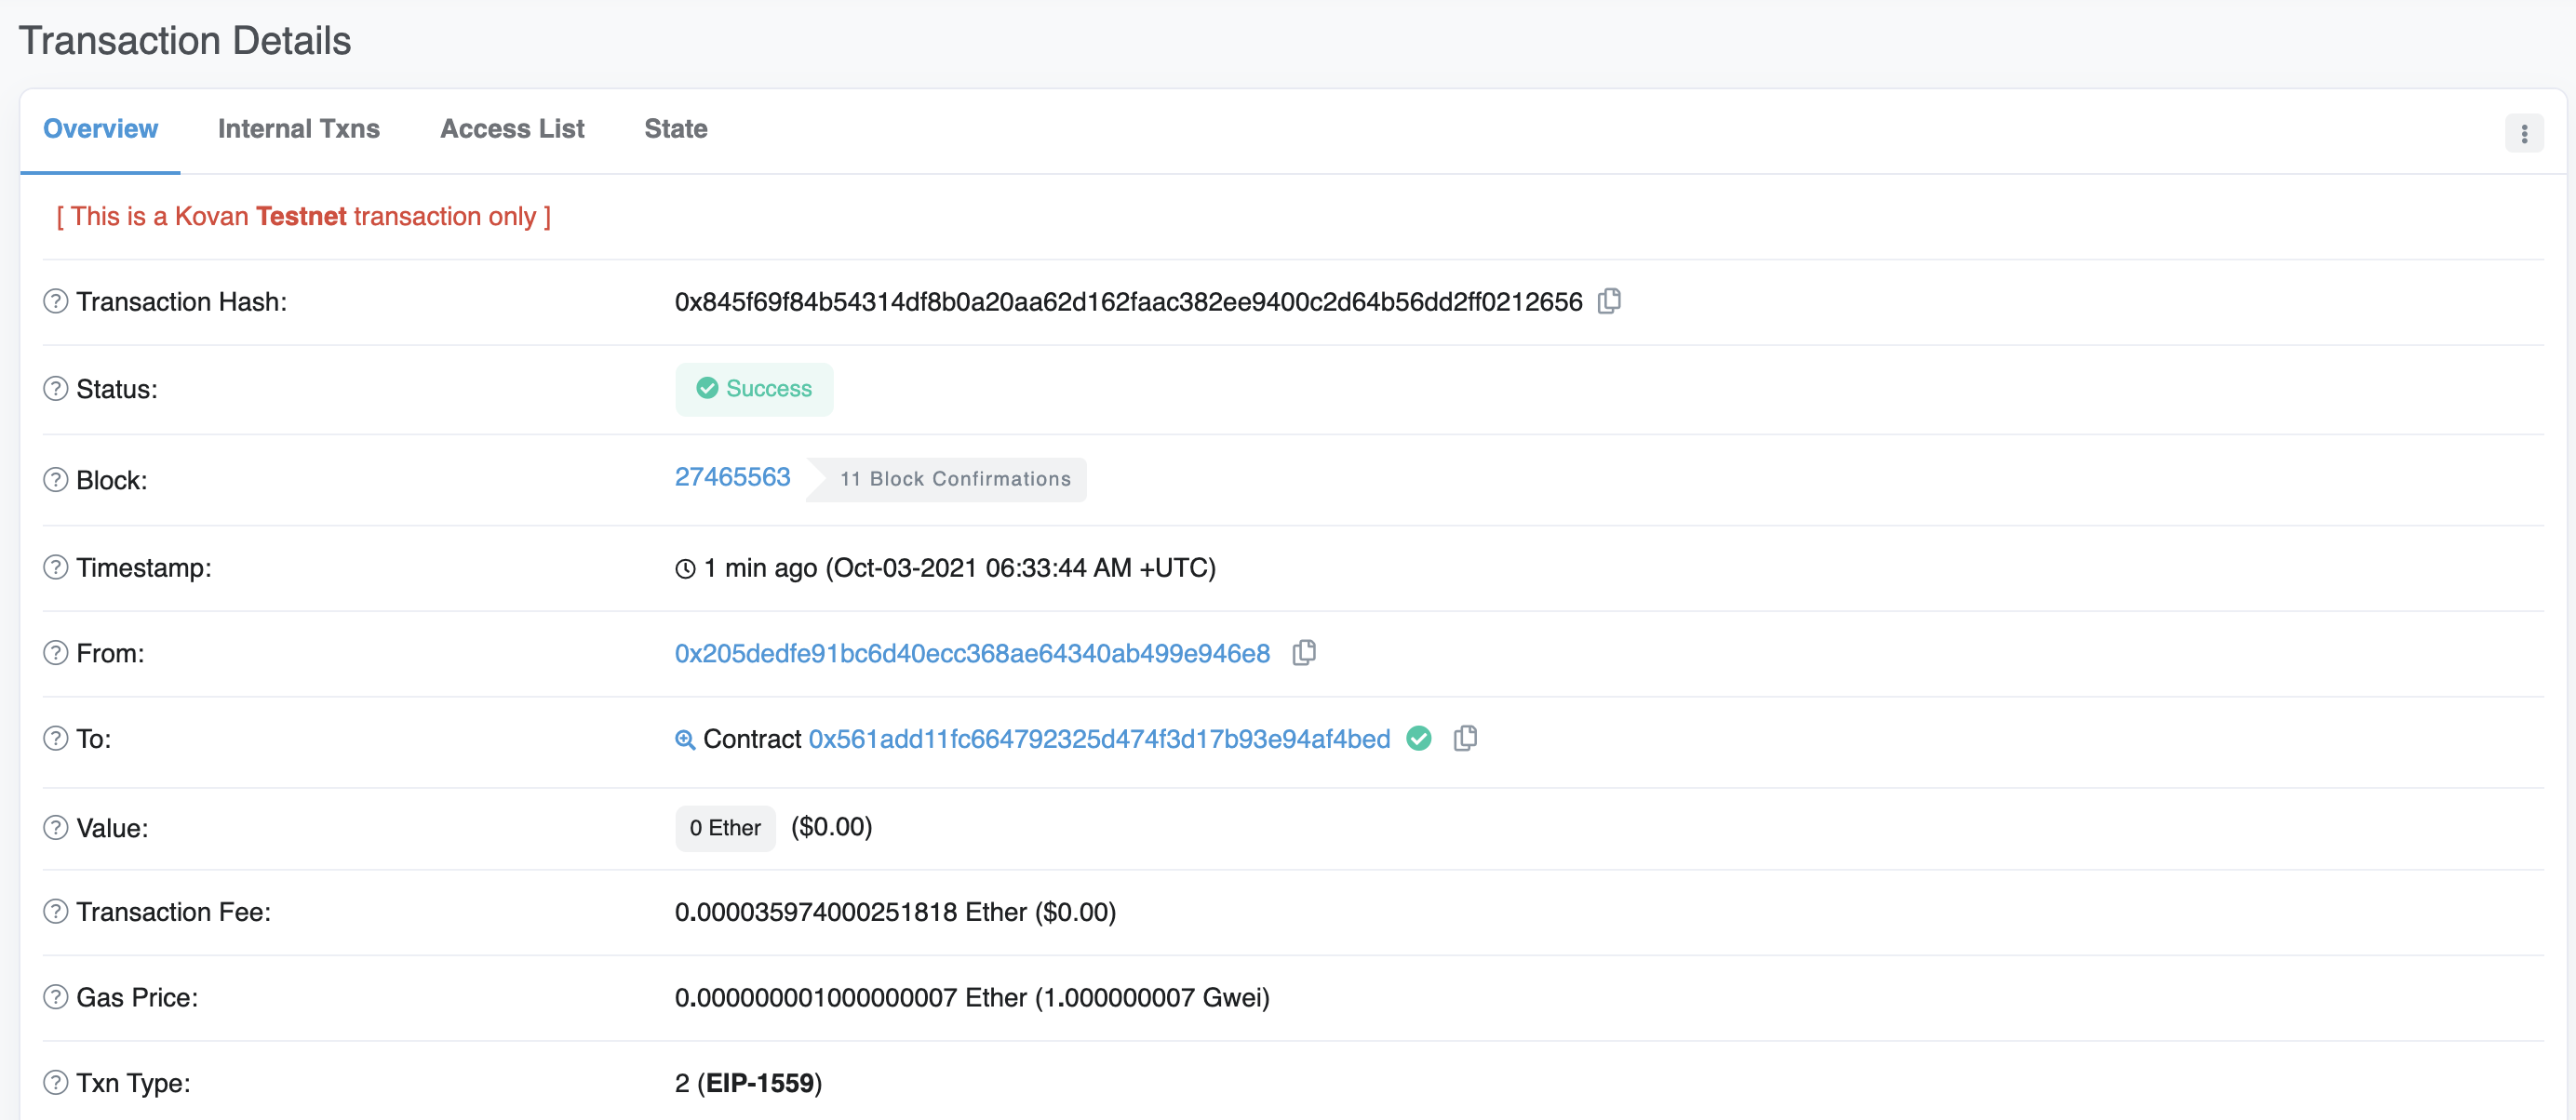 Transaction Details
Overview Internal Txns Access List State
[ This is a Kovan Testnet transaction only ]
Transaction Hash: 0x845f69f84b54314df8b0a20aa62d162faac382ee9400c2d64b56dd2ff0212656
Status: Success
Block: 27465563 11 Block Confirmations
Timestamp: 1 min ago (Oct-03-2021 06:33:44 AM +UTC)
From: 0x205dedfe91bc6d40ecc368ae64340ab499e946e8
To: Contract 0x561add11fc664792325d474f3d17b93e94af4bed
Value: 0 Ether ($0.00)
Transaction Fee: 0.000035974000251818 Ether ($0.00)
Gas Price: 0.000000001000000007 Ether (1.000000007 Gwei)
Txn Type: 2 (EIP-1559)